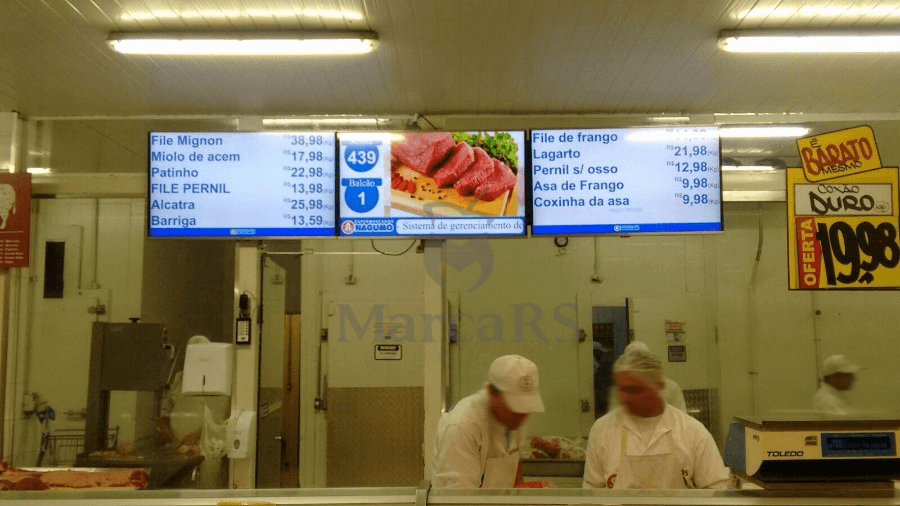 File Mignon R$38,98(Kg)
Miolo de acem R$17,98(Kg)
Patinho R$22,98(Kg)
FILE PERNIL R$13,98(Kg)
Alcatra R$25,98(Kg)
Barriga R$13,59(Kg)
439
Balcão
1
NAGUMO
Sistema de gerenciamento de
File de frango
Lagarto R$21,98(Kg)
Pernil s/ osso R$12,98(Kg)
Asa de Frango R$9,98(Kg)
Coxinha da asa R$9,98(Kg)
É
BARATO
MESMO
COXÃO
DURO
OFERTA
19,98
MarcaRS
TOLEDO